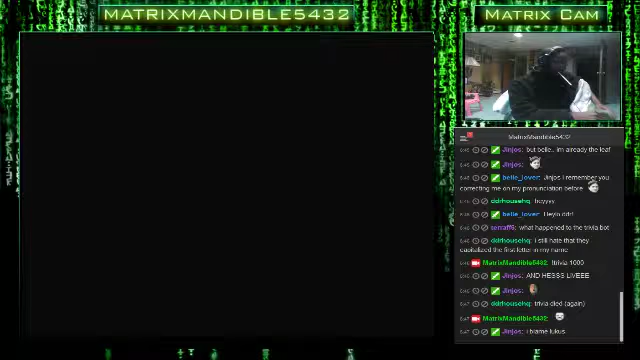 MATRIXMANDIBLE5432
Matrix Cam
MatrixMandible5432
Jinjos: but belle.. im already the leaf
Jinjos:
belle_lover: Jinjos I remember you
correcting me on my pronunciation before
ddrhousehq: heyyyy
belle_lover: Heyo ddr!
serraff6: what happened to the trivia bot
ddrhousehq: i still hate that they
capitalized the first letter in my name
MatrixMandible5432: !trivia 1000
Jinjos: AND HESSS LIVEEE
Jinjos:
ddrhousehq: trivia died (again)
MatrixMandible5432:
Jinjos: i blame lukus